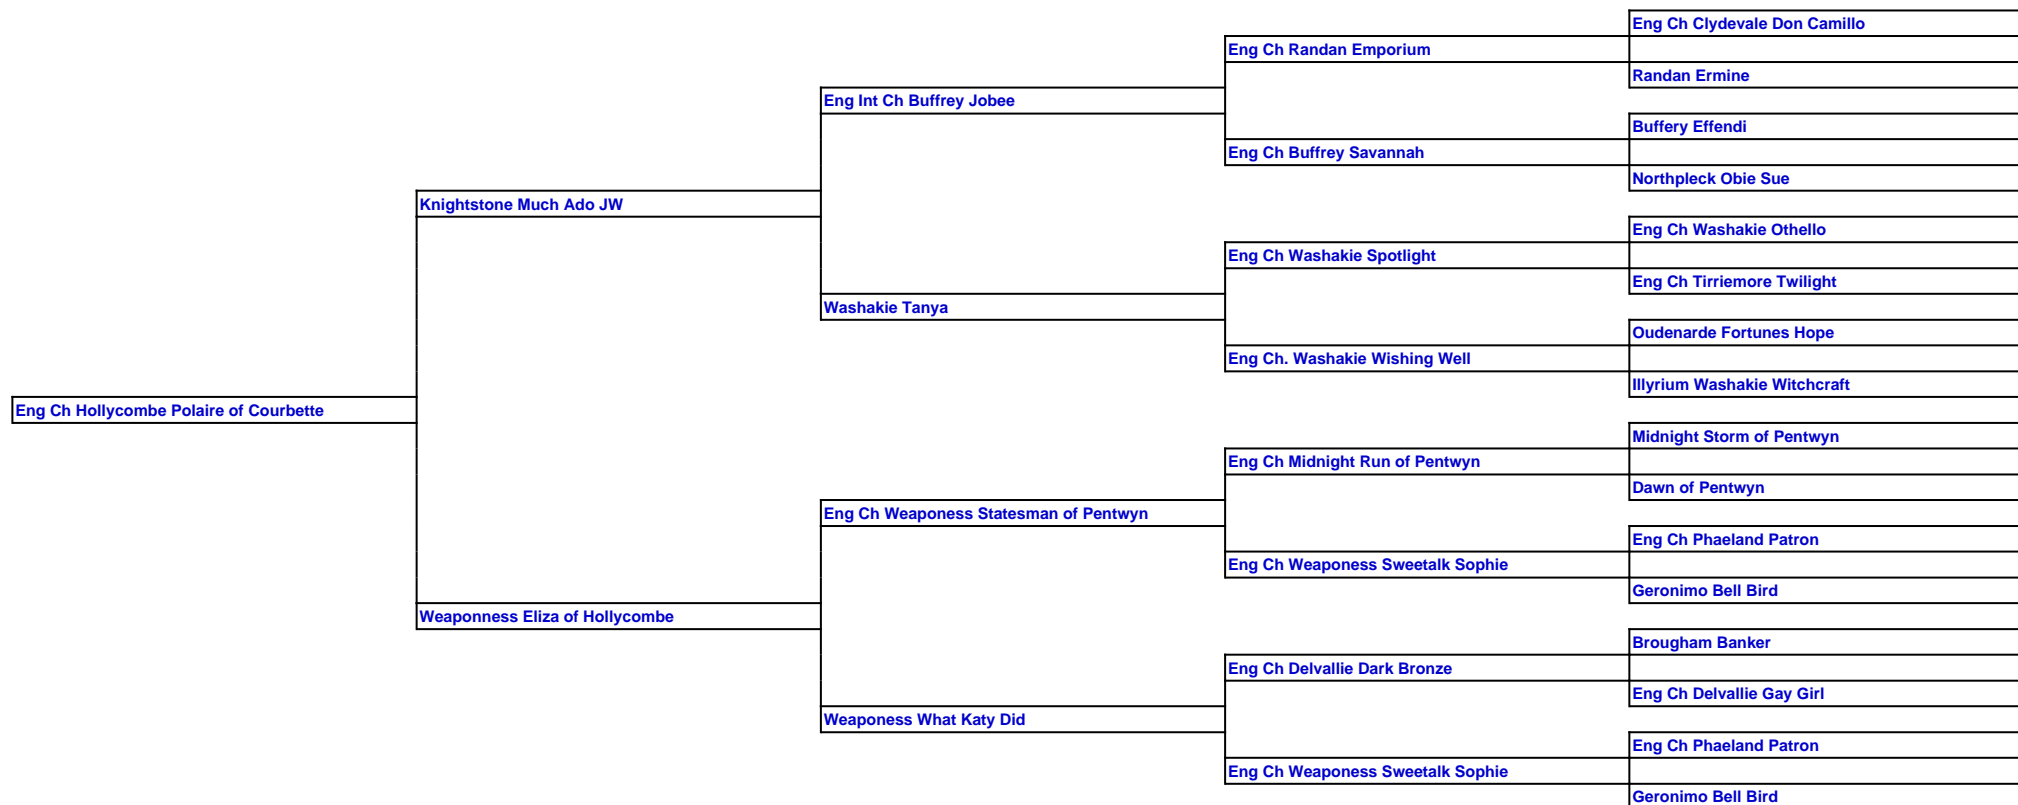 Eng Ch Clydevale Don Camillo
Eng Ch Randan Emporium
Randan Ermine
Eng Int Ch Buffrey Jobee
Buffery Effendi
Eng Ch Buffrey Savannah
Northpleck Obie Sue
Knightstone Much Ado JW
Eng Ch Washakie Othello
Eng Ch Washakie Spotlight
Eng Ch Tirriemore Twilight
Washakie Tanya
Oudenarde Fortunes Hope
Eng Ch. Washakie Wishing Well
Illyrium Washakie Witchcraft
Eng Ch Hollycombe Polaire of Courbette
Midnight Storm of Pentwyn
Eng Ch Midnight Run of Pentwyn
Dawn of Pentwyn
Eng Ch Weaponess Statesman of Pentwyn
Eng Ch Phaeland Patron
Eng Ch Weaponess Sweetalk Sophie
Geronimo Bell Bird
Weaponness Eliza of Hollycombe
Brougham Banker
Eng Ch Delvallie Dark Bronze
Eng Ch Delvallie Gay Girl
Weaponess What Katy Did
Eng Ch Phaeland Patron
Eng Ch Weaponess Sweetalk Sophie
Geronimo Bell Bird